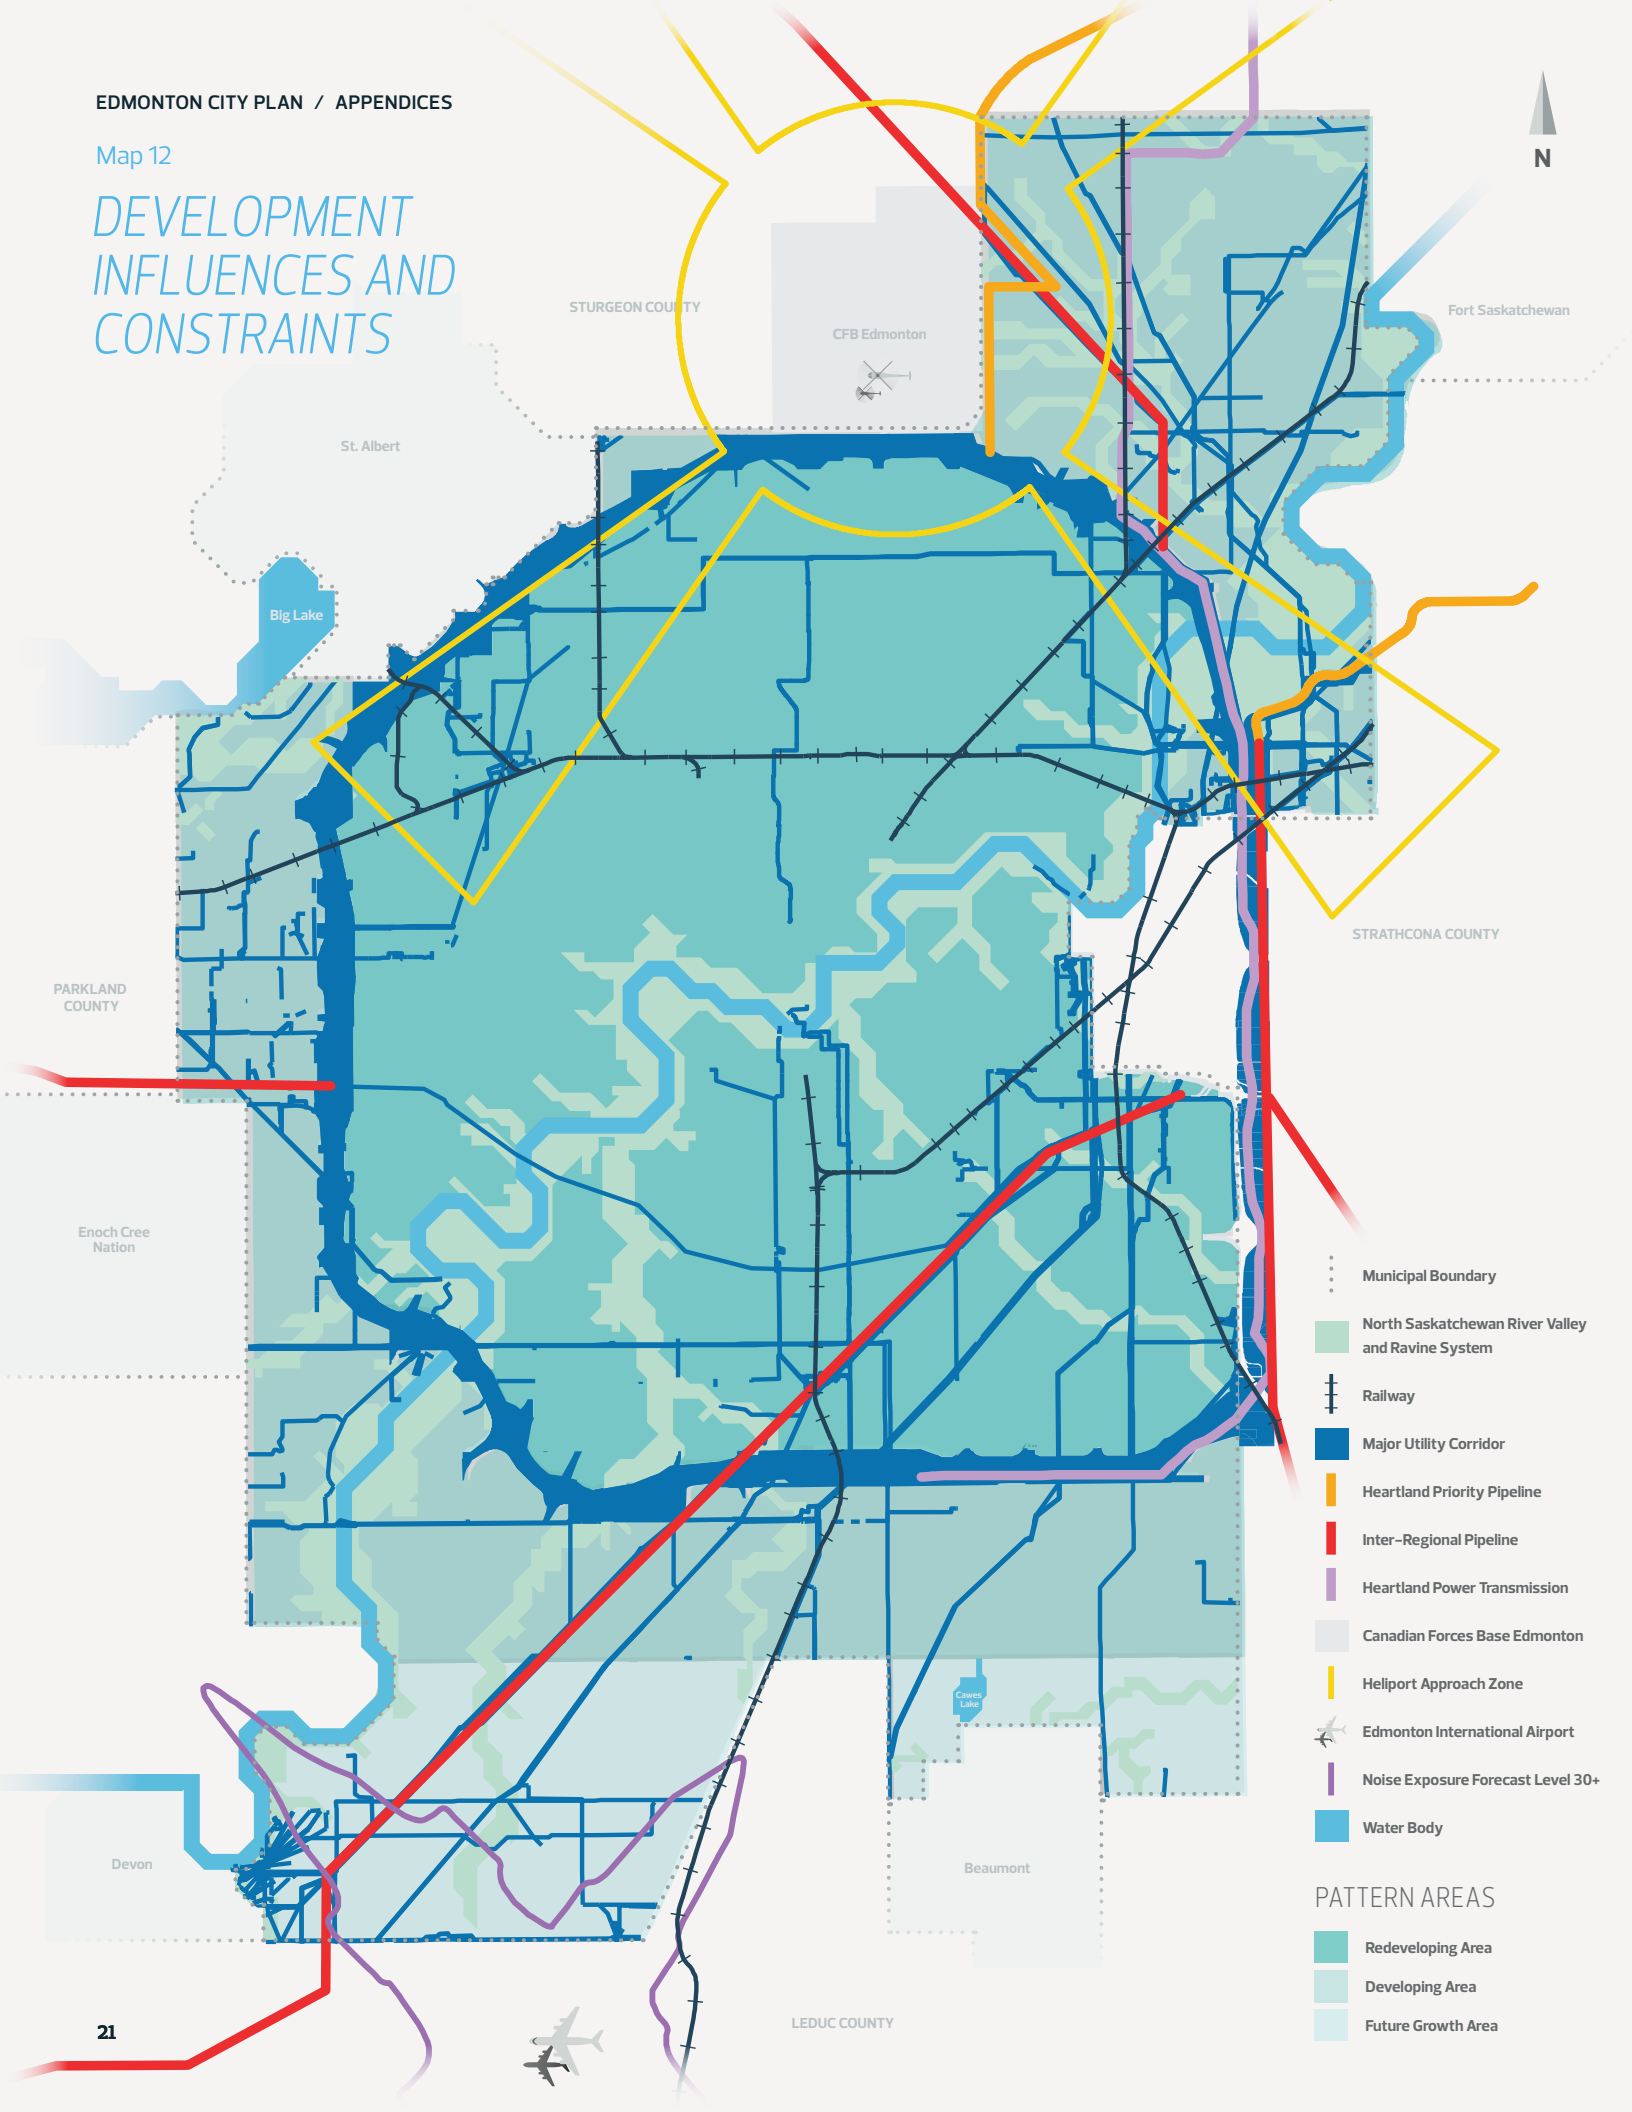 EDMONTON CITY PLAN / APPENDICES
Map 12
DEVELOPMENT
INFLUENCES AND
CONSTRAINTS
N
STURGEON COUNTY
CFB Edmonton
Fort Saskatchewan
St. Albert
Big Lake
STRATHCONA COUNTY
PARKLAND
COUNTY
Enoch Cree
Nation
Municipal Boundary
North Saskatchewan River Valley
and Ravine System
Railway
Major Utility Corridor
Heartland Priority Pipeline
Inter-Regional Pipeline
Heartland Power Transmission
Canadian Forces Base Edmonton
Heliport Approach Zone
Edmonton International Airport
Noise Exposure Forecast Level 30+
Water Body
Cawes
Lake
Devon
Beaumont
PATTERN AREAS
Redeveloping Area
Developing Area
Future Growth Area
LEDUC COUNTY
21